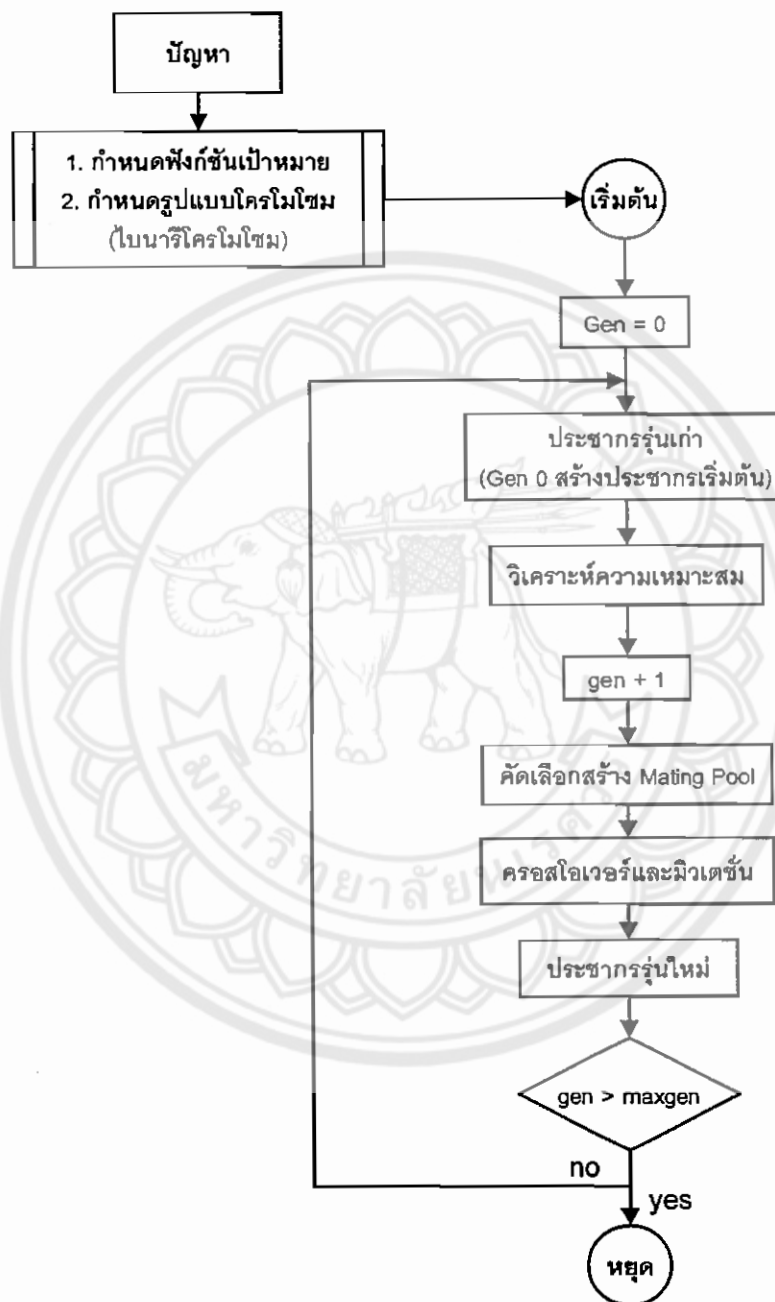 ปัญหา
1. กำหนดฟังก์ชันเป้าหมาย
2. กำหนดรูปแบบโครโมโซม
(ไบนารีโครโมโซม)
เริ่มต้น
Gen = 0
ประชากรรุ่นเก่า
(Gen 0 สร้างประชากรเริ่มต้น)
วิเคราะห์ความเหมาะสม
gen + 1
คัดเลือกสร้าง Mating Pool
ครอสโอเวอร์และมิวเตชั่น
ประชากรรุ่นใหม่
gen > maxgen
no
yes
หยุด